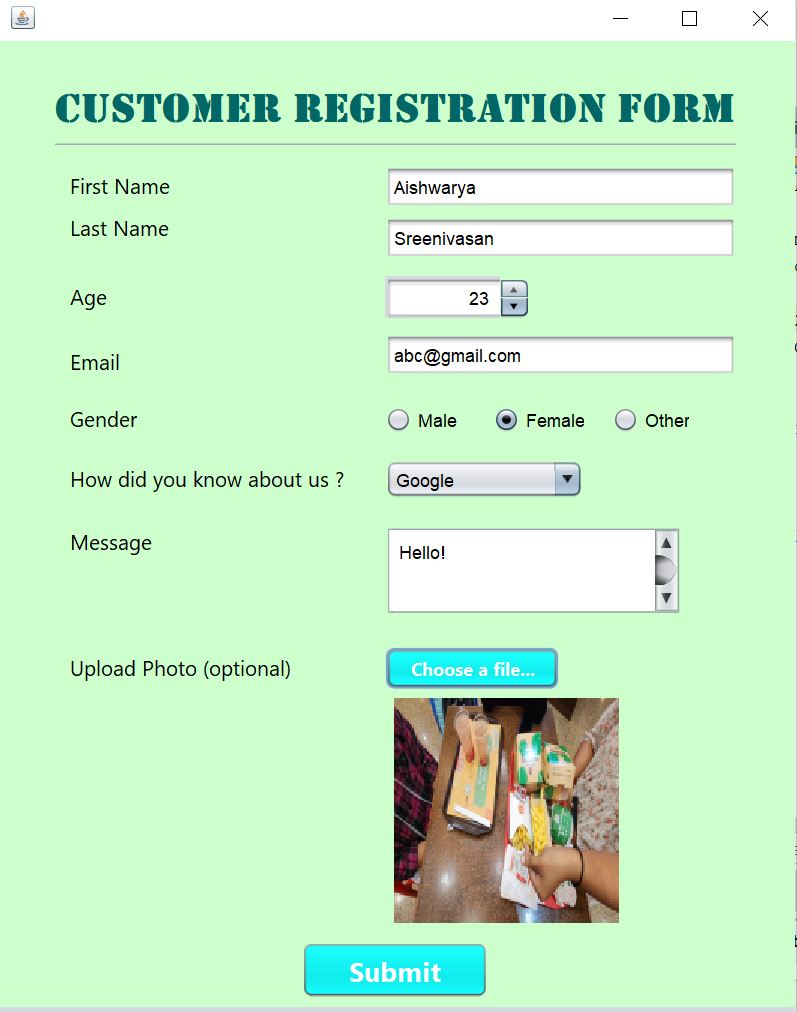 CUSTOMER REGISTRATION FORM
First Name Aishwarya
Last Name Sreenivasan
Age 23
Email abc@gmail.com
Gender Male Female Other
How did you know about us ? Google
Message Hello!
Upload Photo (optional) Choose a file...
Submit